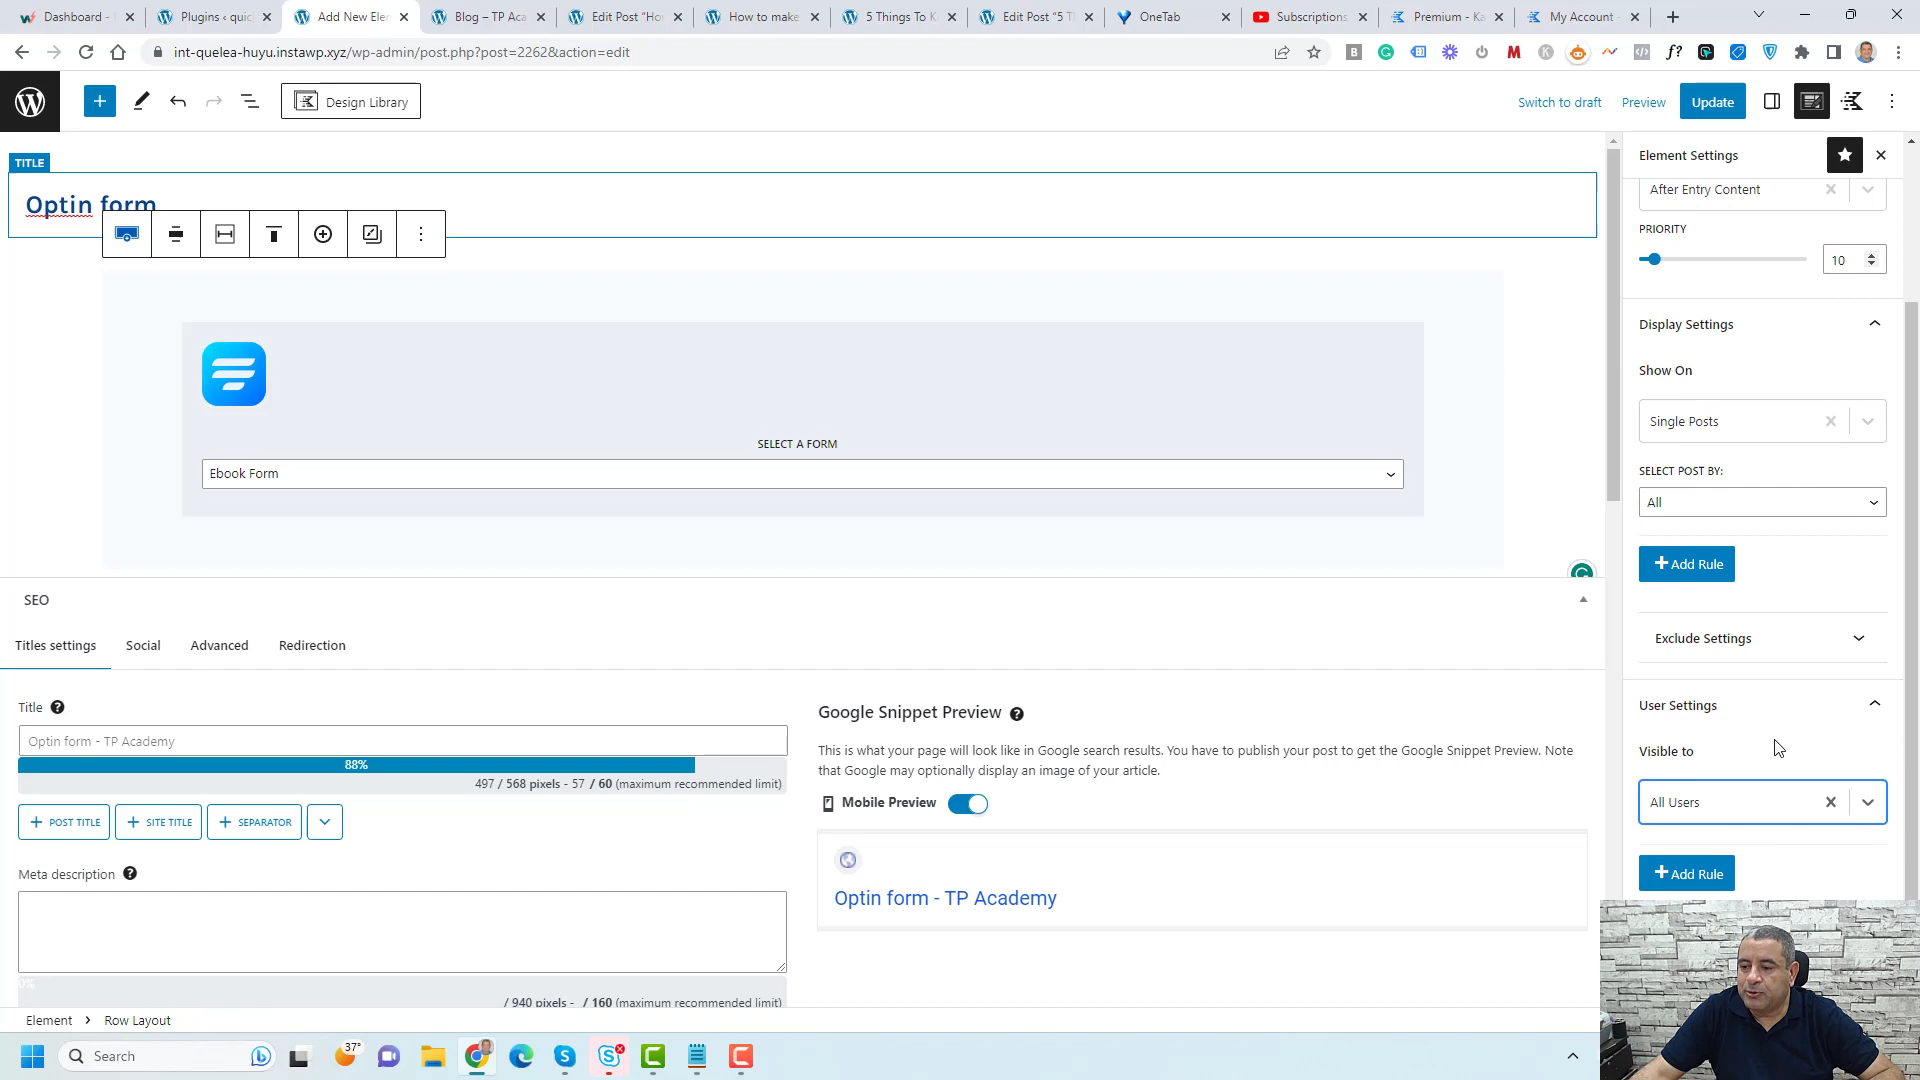 Dashboard -
Plugins ‹ quic
Add New Eler
Blog – TP Aca
Edit Post "Ho
How to make
5 Things To K
Edit Post "5 T
OneTab
Subscriptions
Premium - Ka
My Account -
int-quelea-huyu.instawp.xyz/wp-admin/post.php?post=2262&action=edit
Design Library
Switch to draft
Preview
Update
TITLE
Optin form
SELECT A FORM
Ebook Form
Element Settings
After Entry Content
PRIORITY
10
Display Settings
Show On
Single Posts
SELECT POST BY:
All
Add Rule
Exclude Settings
User Settings
Visible to
All Users
Add Rule
SEO
Titles settings
Social
Advanced
Redirection
Title
Optin form - TP Academy
88%
497 / 568 pixels - 57 / 60 (maximum recommended limit)
POST TITLE
SITE TITLE
SEPARATOR
Meta description
0%
/ 940 pixels - / 160 (maximum recommended limit)
Google Snippet Preview
This is what your page will look like in Google search results. You have to publish your post to get the Google Snippet Preview. Note
that Google may optionally display an image of your article.
Mobile Preview
Optin form - TP Academy
Element
Row Layout
Search
37°